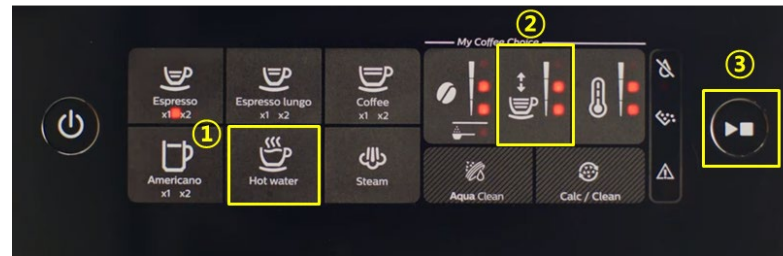 My Coffee Choice
②
③
Espresso
x1 x2
Espresso lungo
x1 x2
Coffee
x1 x2
①
Americano
x1 x2
Hot water
Steam
Aqua Clean
Calc / Clean